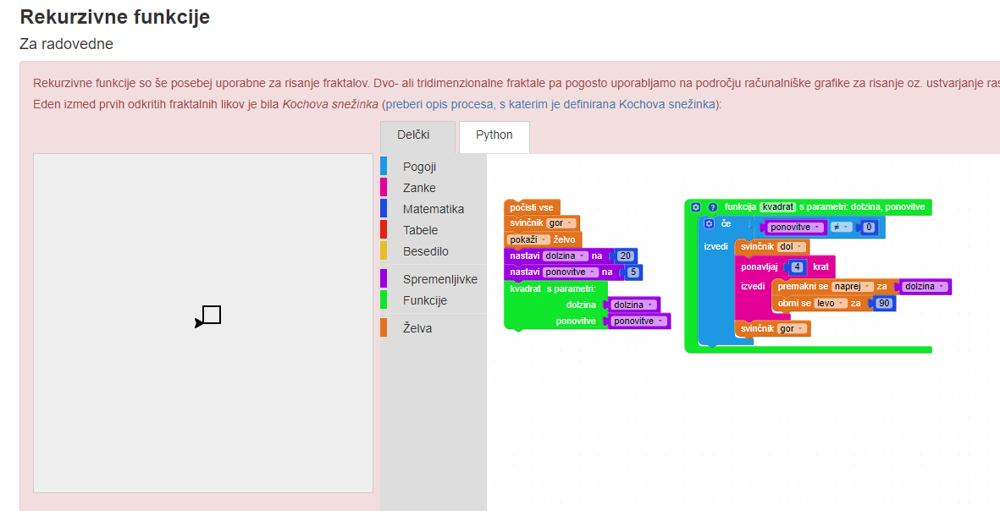 Rekurzivne funkcije
Za radovedne
Rekurzivne funkcije so še posebej uporabne za risanje fraktalov. Dvo- ali tridimenzionalne fraktale pa pogosto uporabljamo na področju računalniške grafike za risanje oz. ustvarjanje ras
Eden izmed prvih odkritih fraktalnih likov je bila Kochova snežinka (preberi opis procesa, s katerim je definirana Kochova snežinka):
Delčki
Python
Pogoji
Zanke
Matematika
Tabele
Besedilo
Spremenljivke
Funkcije
Želva
počisti vse
svinčnik gor
pokaži želvo
nastavi dolzina na 20
nastavi ponovitve na 5
kvadrat s parametri:
dolzina dolzina
ponovitve ponovitve
? funkcija kvadrat s parametri: dolzina, ponovitve
če ponovitve ≠ 0
izvedi svinčnik dol
ponavljaj 4 krat
izvedi premakni se naprej za dolzina
obrni se levo za 90
svinčnik gor